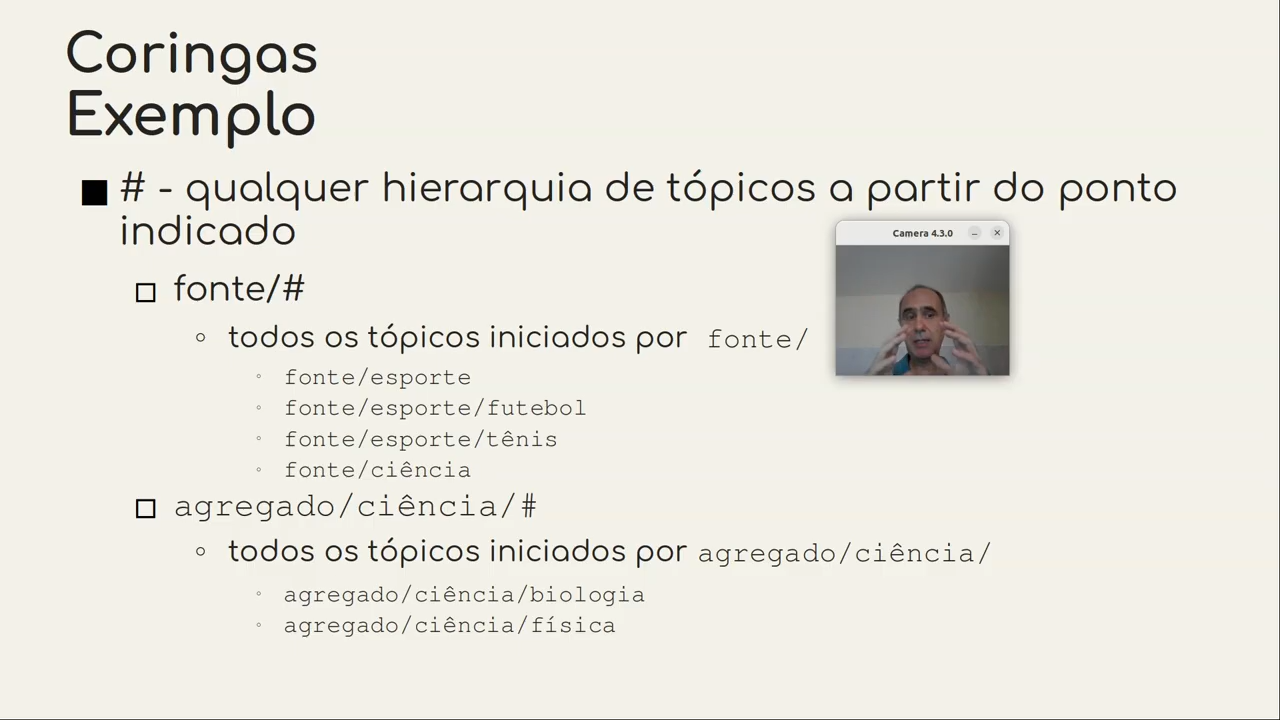 Coringas
Exemplo
# - qualquer hierarquia de tópicos a partir do ponto
indicado
Camera 4.3.0
fonte/#
todos os tópicos iniciados por fonte/
fonte/esporte
fonte/esporte/futebol
fonte/esporte/tênis
fonte/ciência
agregado/ciência/#
todos os tópicos iniciados por agregado/ciência/
agregado/ciência/biologia
agregado/ciência/física